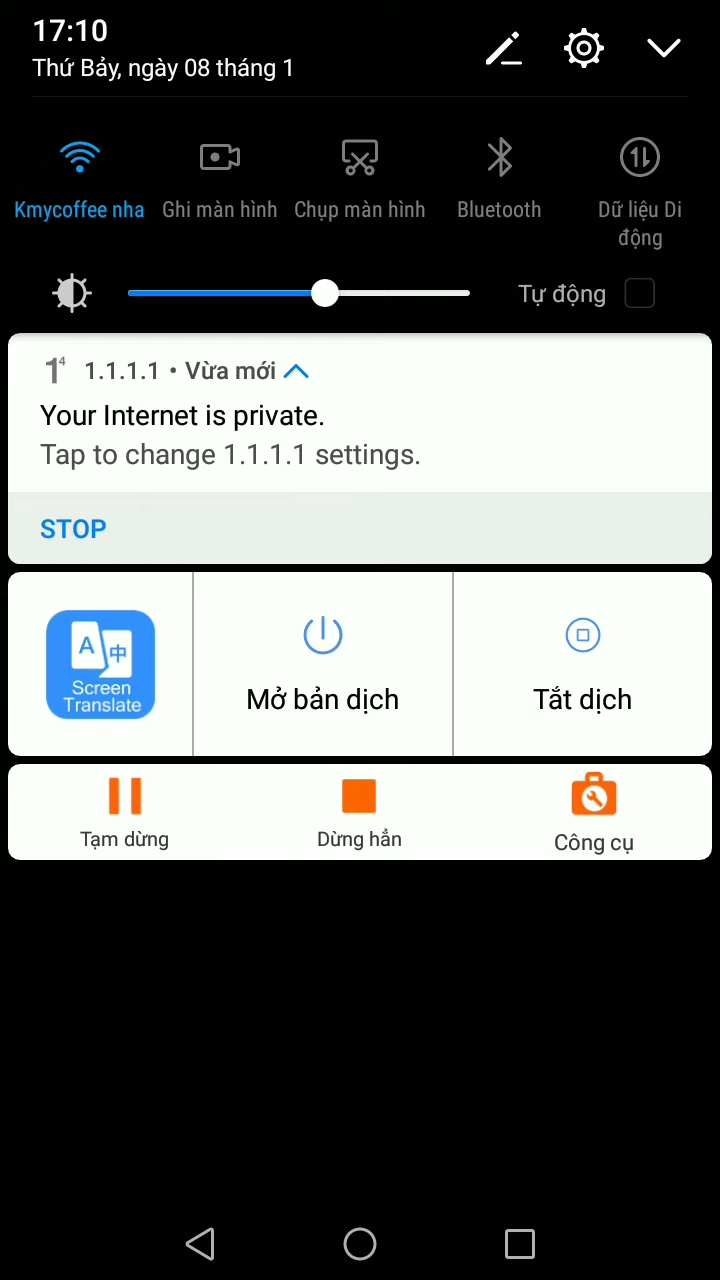 17:10
Thứ Bảy, ngày 08 tháng 1
Kmycoffee nha
Ghi màn hình
Chụp màn hình
Bluetooth
Dữ liệu Di
động
Tự động
1⁴ 1.1.1.1 • Vừa mới
Your Internet is private.
Tap to change 1.1.1.1 settings.
STOP
A 中
Screen
Translate
Mở bản dịch
Tắt dịch
Tạm dừng
Dừng hẳn
Công cụ